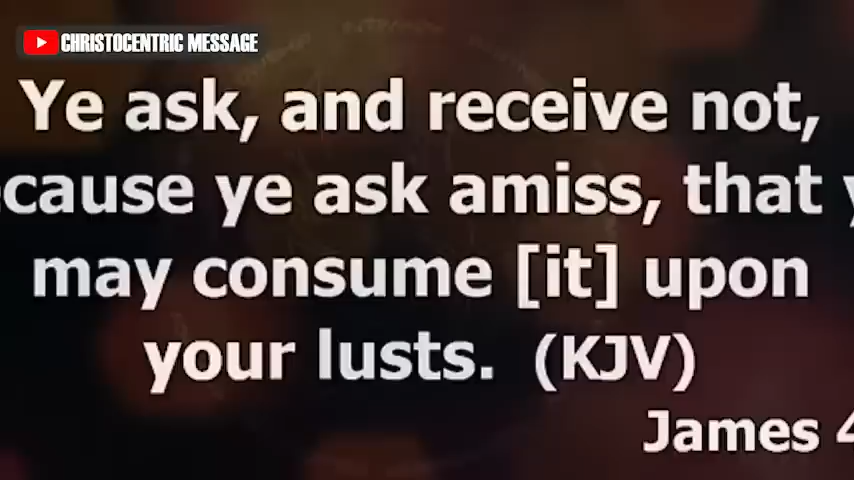 CHRISTOCENTRIC MESSAGE
Ye ask, and receive not,
cause ye ask amiss, that y
may consume [it] upon
your lusts. (KJV)
James 4